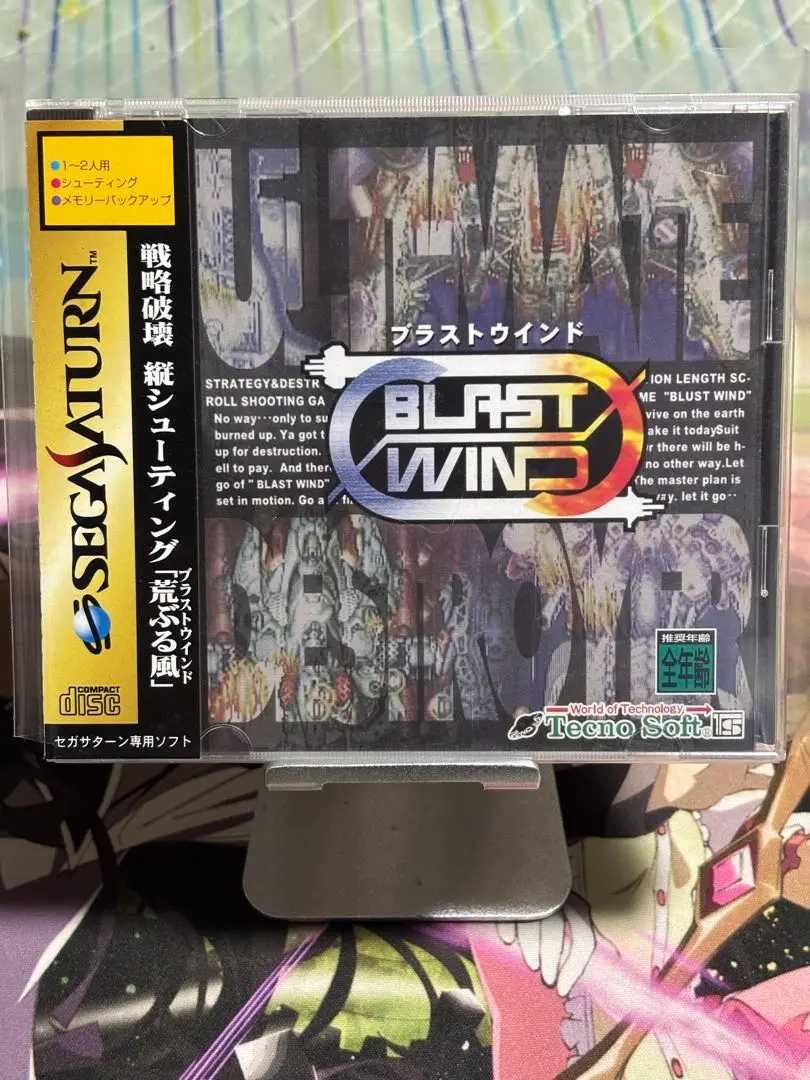 ●1～2人用
●シューティング
●メモリーバックアップ
SEGA SATURN™
COMPACT
disc
セガサターン専用ソフト
戦略破壊 縦シューティング「荒ぶる風」
ブラストウインド
ULTIMATE
ブラストウインド
BLAST
WIND
STRATEGY&DESTR
ROLL SHOOTING GA
No way···only to su
burned up. Ya got t
up for destruction.
ell to pay. And ther
go of " BLAST WIND"
set in motion. Go a
ION LENGTH SC-
ME "BLUST WIND"
vive on the earth
ake it todaySuit
or there will be h-
no other way.Let
The master plan is
way. let it go··
DESTROYER
推奨年齢
全年齢
World of Technology
Tecno Soft®